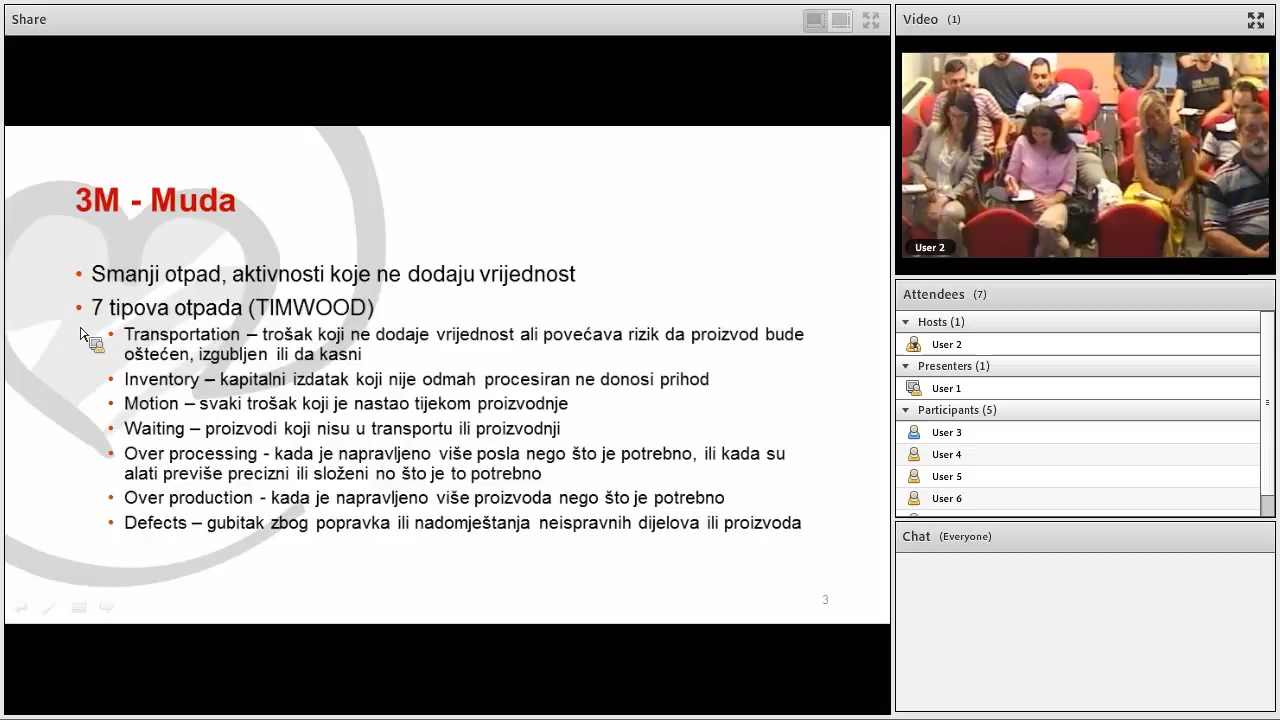 Share
Video (1)
User 2
3M - Muda
Smanji otpad, aktivnosti koje ne dodaju vrijednost
7 tipova otpada (TIMWOOD)
Transportation – trošak koji ne dodaje vrijednost ali povećava rizik da proizvod bude
oštećen, izgubljen ili da kasni
Inventory – kapitalni izdatak koji nije odmah procesiran ne donosi prihod
Motion – svaki trošak koji je nastao tijekom proizvodnje
Waiting – proizvodi koji nisu u transportu ili proizvodnji
Over processing - kada je napravljeno više posla nego što je potrebno, ili kada su
alati previše precizni ili složeni no što je to potrebno
Over production - kada je napravljeno više proizvoda nego što je potrebno
Defects – gubitak zbog popravka ili nadomještanja neispravnih dijelova ili proizvoda
3
Attendees (7)
Hosts (1)
User 2
Presenters (1)
User 1
Participants (5)
User 3
User 4
User 5
User 6
Chat (Everyone)